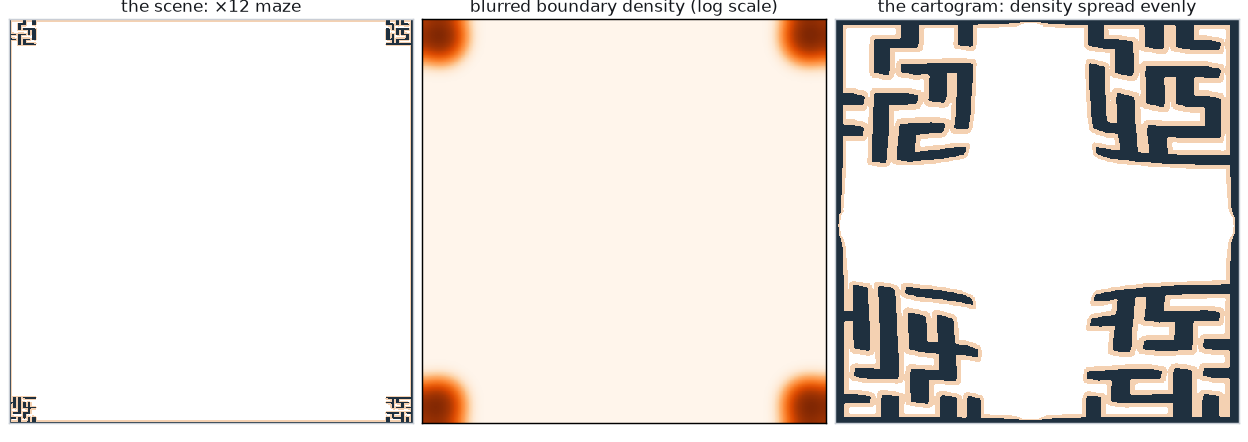 the scene: ×12 maze
blurred boundary density (log scale)
the cartogram: density spread evenly